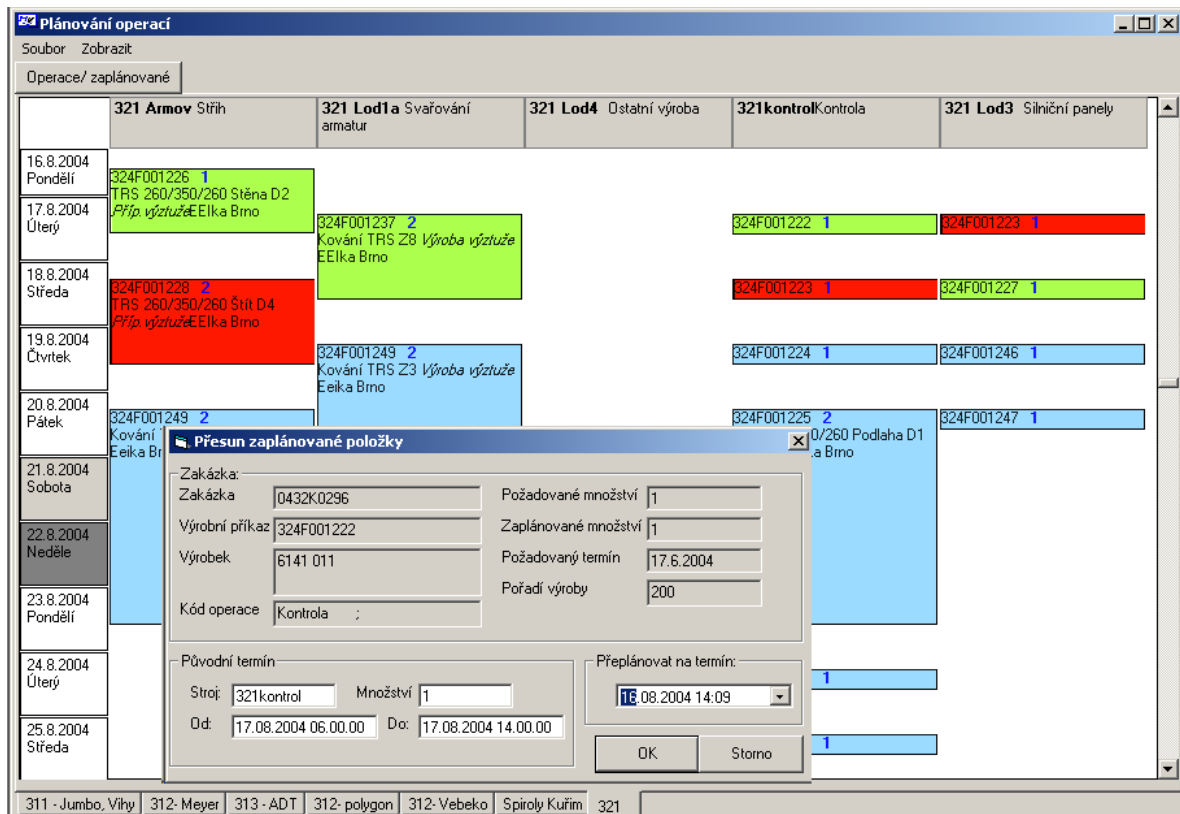 Plánování operací
Soubor Zobrazit
Operace/ zaplánované
321 Armov Střih
321 Lod1a Svařování
armatur
321 Lod4 Ostatní výroba
321kontrolKontrola
321 Lod3 Silniční panely
16.8.2004
Pondělí
17.8.2004
Úterý
18.8.2004
Středa
19.8.2004
Čtvrtek
20.8.2004
Pátek
21.8.2004
Sobota
22.8.2004
Neděle
23.8.2004
Pondělí
24.8.2004
Úterý
25.8.2004
Středa
324F001226 1
TRS 260/350/260 Stěna D2
Příp. výztuže EElka Brno
324F001228 2
TRS 260/350/260 Štít D4
Příp. výztuže EElka Brno
324F001249 2
Kování
Eeika Br
324F001237 2
Kování TRS Z8 Výroba výztuže
EElka Brno
324F001249 2
Kování TRS Z3 Výroba výztuže
Eeika Brno
324F001222 1
324F001223 1
324F001224 1
324F001225 2
0/260 Podlaha D1
a Brno
1
1
324F001223 1
324F001227 1
324F001246 1
324F001247 1
Přesun zaplánované položky
Zakázka:
Zakázka 0432K0296
Výrobní příkaz 324F001222
Výrobek 6141 011
Kód operace Kontrola ;
Požadované množství 1
Zaplánované množství 1
Požadovaný termín 17.6.2004
Pořadí výroby 200
Původní termín
Stroj: 321kontrol Množství 1
Od: 17.08.2004 06.00.00 Do: 17.08.2004 14.00.00
Přeplánovat na termín:
16.08.2004 14:09
OK Storno
311 - Jumbo, Vihy 312- Meyer 313 - ADT 312- polygon 312- Vebeko Spiroly Kuřim 321